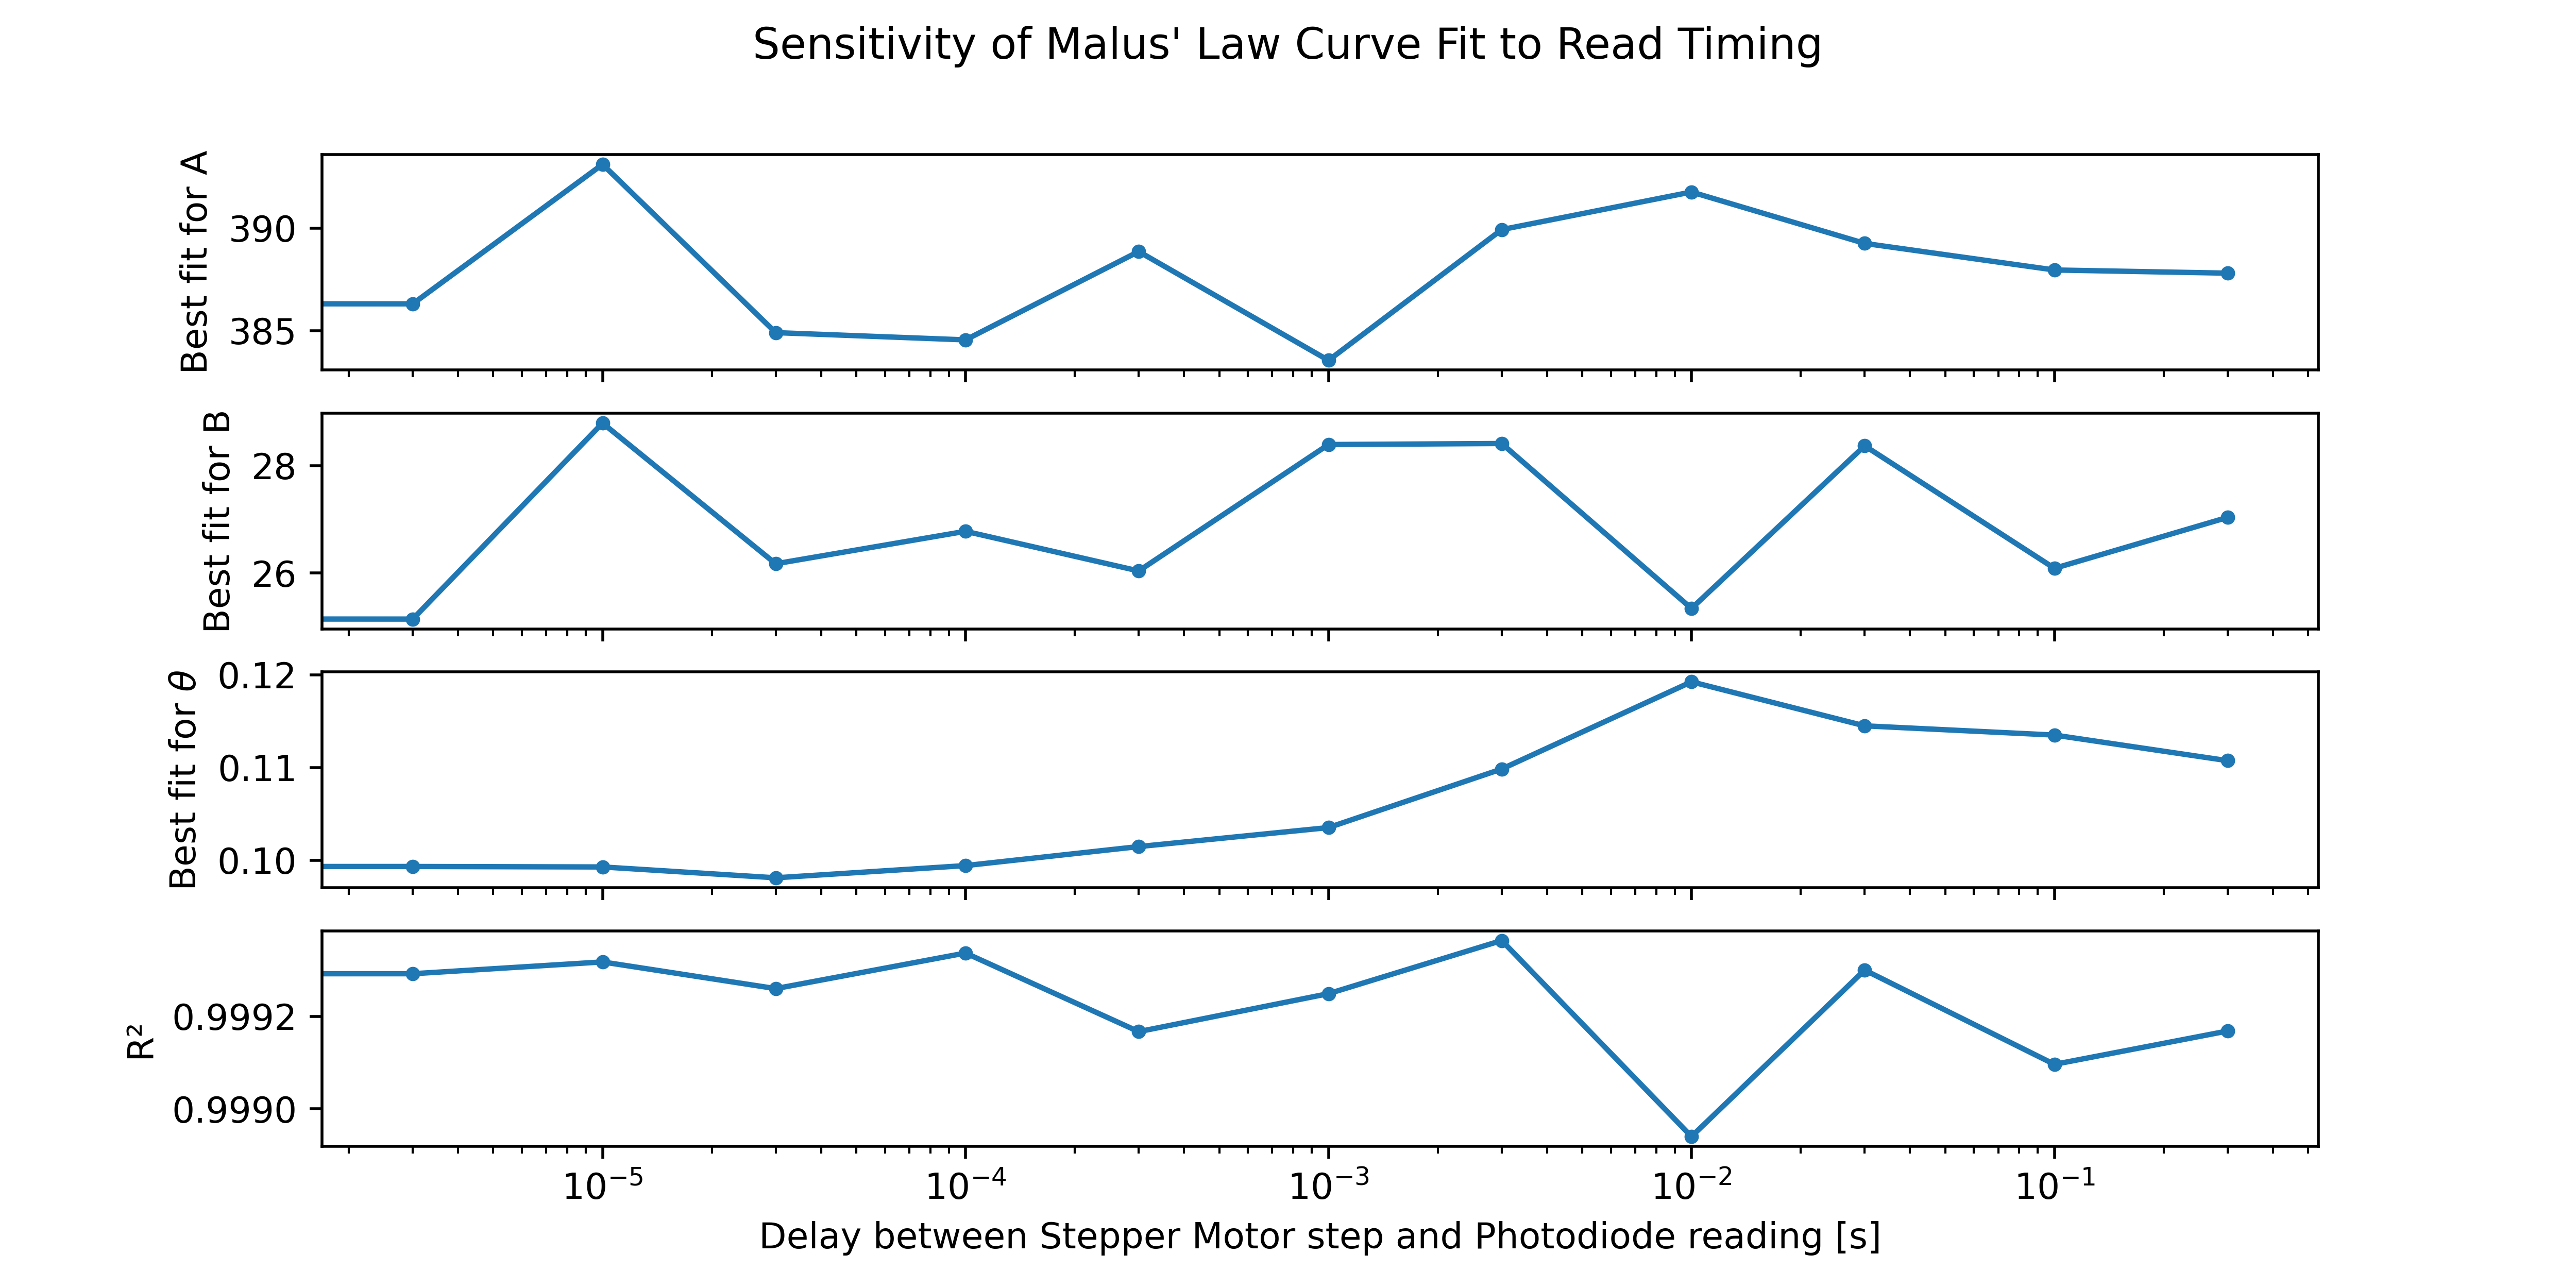 Sensitivity of Malus' Law Curve Fit to Read Timing
Best fit for A
390
385
Best fit for B
28
26
Best fit for θ
0.12
0.11
0.10
R²
0.9992
0.9990
10⁻⁵ 10⁻⁴ 10⁻³ 10⁻² 10⁻¹
Delay between Stepper Motor step and Photodiode reading [s]